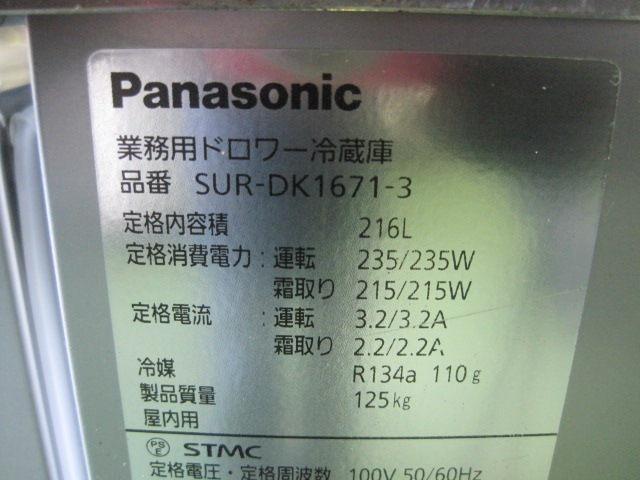 Panasonic
業務用ドロワー冷蔵庫
品番 SUR-DK1671-3
定格内容積 216L
定格消費電力：運転 235/235W
霜取り 215/215W
定格電流 ：運転 3.2/3.2A
霜取り 2.2/2.2A
冷媒 R134a 110g
製品質量 125kg
屋内用
PSE STMC
定格電圧・定格周波数 100V 50/60Hz